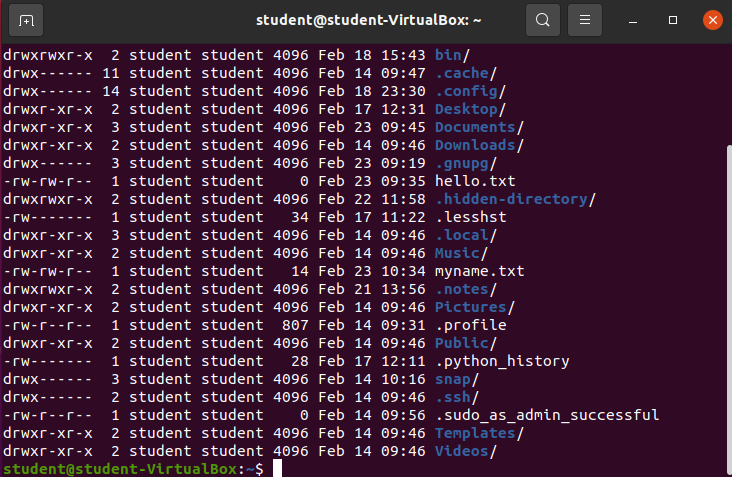 student@student-VirtualBox: ~
drwxrwxr-x  2 student student 4096 Feb 18 15:43 bin/
drwx------ 11 student student 4096 Feb 14 09:47 .cache/
drwx------ 14 student student 4096 Feb 18 23:30 .config/
drwxr-xr-x  2 student student 4096 Feb 17 12:31 Desktop/
drwxr-xr-x  3 student student 4096 Feb 23 09:45 Documents/
drwxr-xr-x  2 student student 4096 Feb 14 09:46 Downloads/
drwx------  3 student student 4096 Feb 23 09:19 .gnupg/
-rw-rw-r--  1 student student    0 Feb 23 09:35 hello.txt
drwxrwxr-x  2 student student 4096 Feb 22 11:58 .hidden-directory/
-rw-------  1 student student   34 Feb 17 11:22 .lesshst
drwxr-xr-x  3 student student 4096 Feb 14 09:46 .local/
drwxr-xr-x  2 student student 4096 Feb 14 09:46 Music/
-rw-rw-r--  1 student student   14 Feb 23 10:34 myname.txt
drwxrwxr-x  2 student student 4096 Feb 21 13:56 .notes/
drwxr-xr-x  2 student student 4096 Feb 14 09:46 Pictures/
-rw-r--r--  1 student student  807 Feb 14 09:31 .profile
drwxr-xr-x  2 student student 4096 Feb 14 09:46 Public/
-rw-------  1 student student   28 Feb 17 12:11 .python_history
drwx------  3 student student 4096 Feb 14 10:16 snap/
drwx------  2 student student 4096 Feb 14 09:46 .ssh/
-rw-r--r--  1 student student    0 Feb 14 09:56 .sudo_as_admin_successful
drwxr-xr-x  2 student student 4096 Feb 14 09:46 Templates/
drwxr-xr-x  2 student student 4096 Feb 14 09:46 Videos/
student@student-VirtualBox:~$